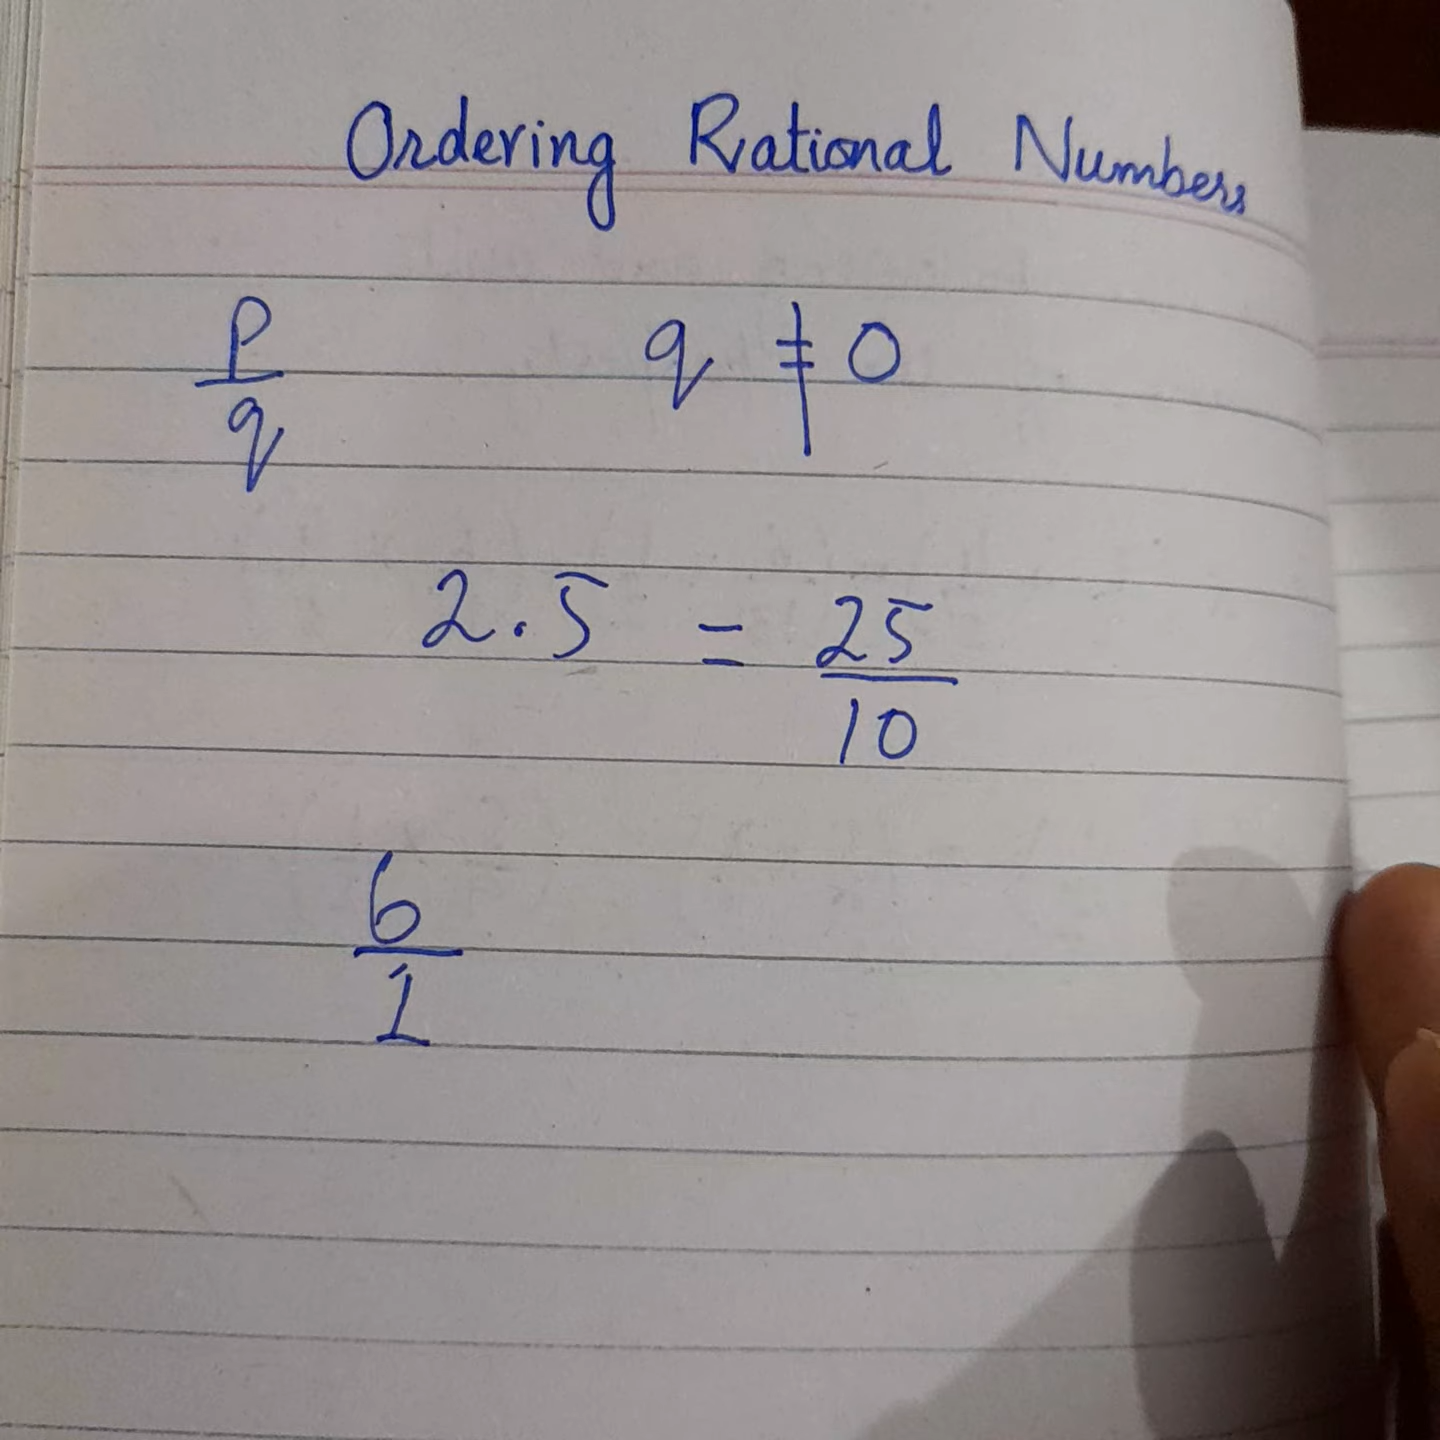 Ordering Rational Numbers
p/q q ≠ 0
2.5 = 25/10
6/1